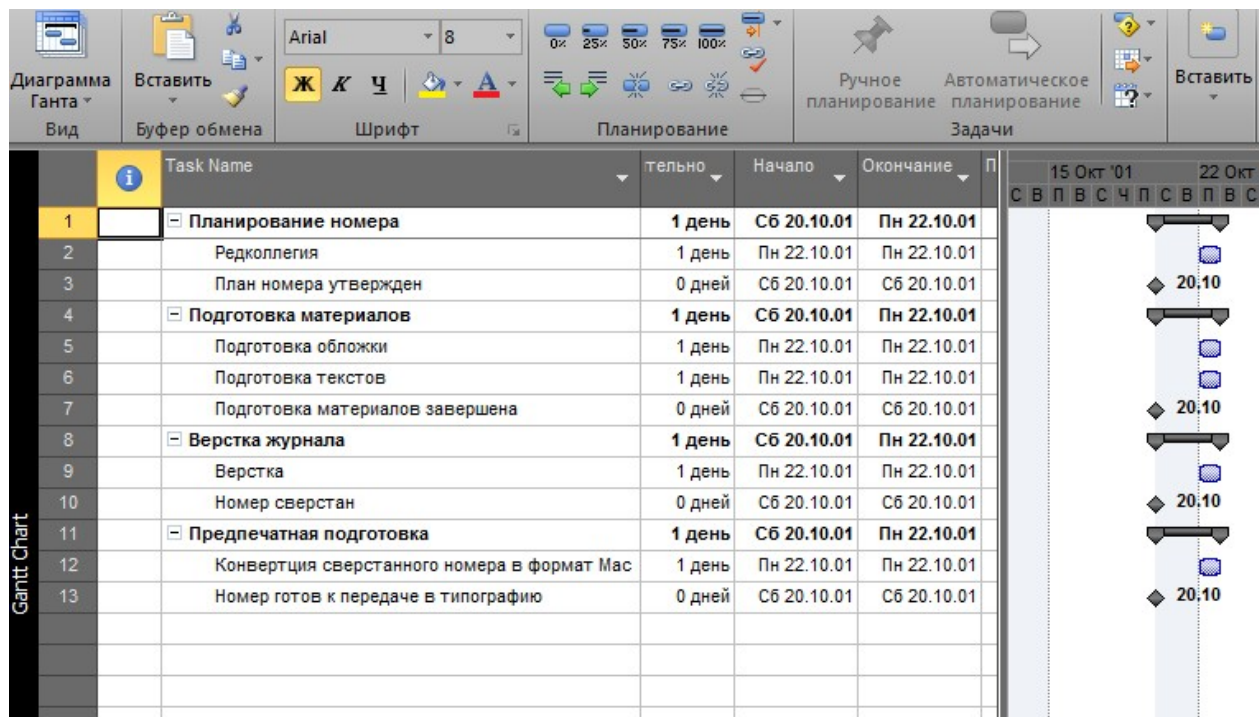 Arial 8
0% 25% 50% 75% 100%
Диаграмма Ганта
Вставить
Ж К Ч А
Ручное планирование
Автоматическое планирование
Вставить
Вид Буфер обмена Шрифт Планирование Задачи
Task Name тельно Начало Окончание П 15 Окт '01 22 Окт
С В П В С Ч П С В П В С
1 Планирование номера 1 день Сб 20.10.01 Пн 22.10.01
2 Редколлегия 1 день Пн 22.10.01 Пн 22.10.01
3 План номера утвержден 0 дней Сб 20.10.01 Сб 20.10.01 20.10
4 Подготовка материалов 1 день Сб 20.10.01 Пн 22.10.01
5 Подготовка обложки 1 день Пн 22.10.01 Пн 22.10.01
6 Подготовка текстов 1 день Пн 22.10.01 Пн 22.10.01
7 Подготовка материалов завершена 0 дней Сб 20.10.01 Сб 20.10.01 20.10
8 Верстка журнала 1 день Сб 20.10.01 Пн 22.10.01
9 Верстка 1 день Пн 22.10.01 Пн 22.10.01
10 Номер сверстан 0 дней Сб 20.10.01 Сб 20.10.01 20.10
11 Предпечатная подготовка 1 день Сб 20.10.01 Пн 22.10.01
12 Конвертция сверстанного номера в формат Mac 1 день Пн 22.10.01 Пн 22.10.01
13 Номер готов к передаче в типографию 0 дней Сб 20.10.01 Сб 20.10.01 20.10
Gantt Chart